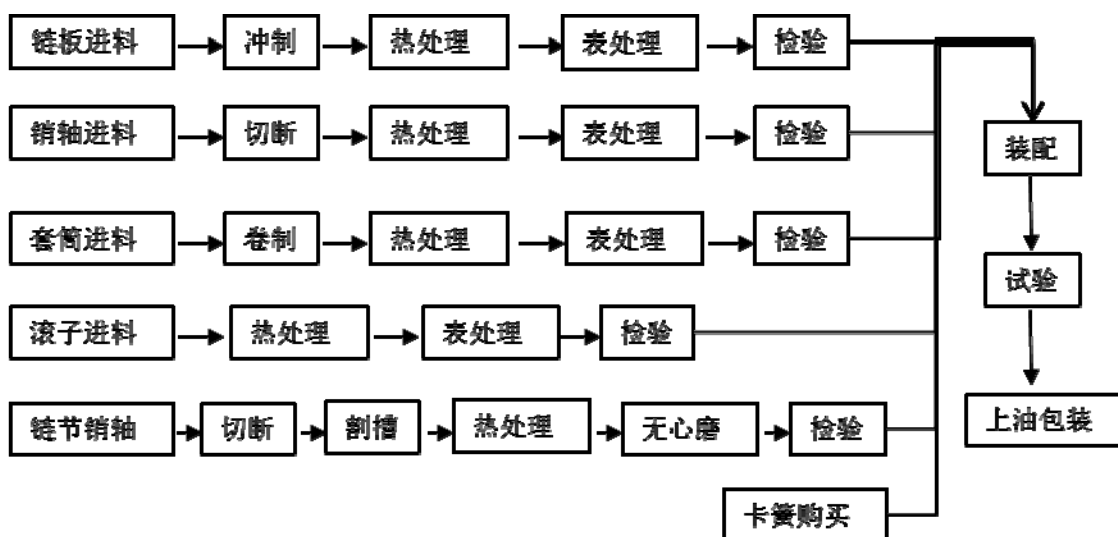 链板进料 冲制 热处理 表处理 检验
销轴进料 切断 热处理 表处理 检验
装配
套筒进料 卷制 热处理 表处理 检验
试验
滚子进料 热处理 表处理 检验
链节销轴 切断 割槽 热处理 无心磨 检验
上油包装
卡簧购买